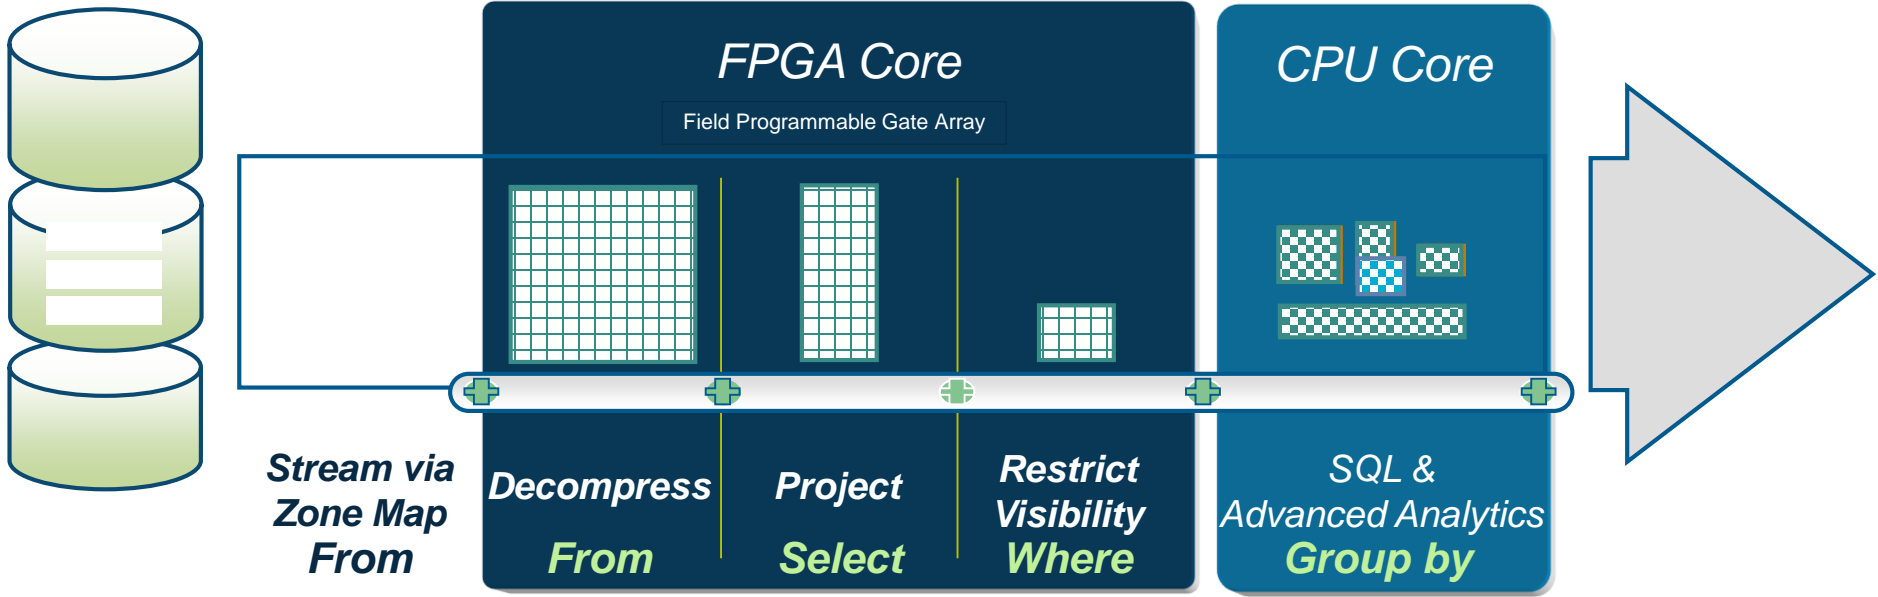 FPGA Core
Field Programmable Gate Array
CPU Core
Stream via
Zone Map
From
Decompress
From
Project
Select
Restrict
Visibility
Where
SQL &
Advanced Analytics
Group by